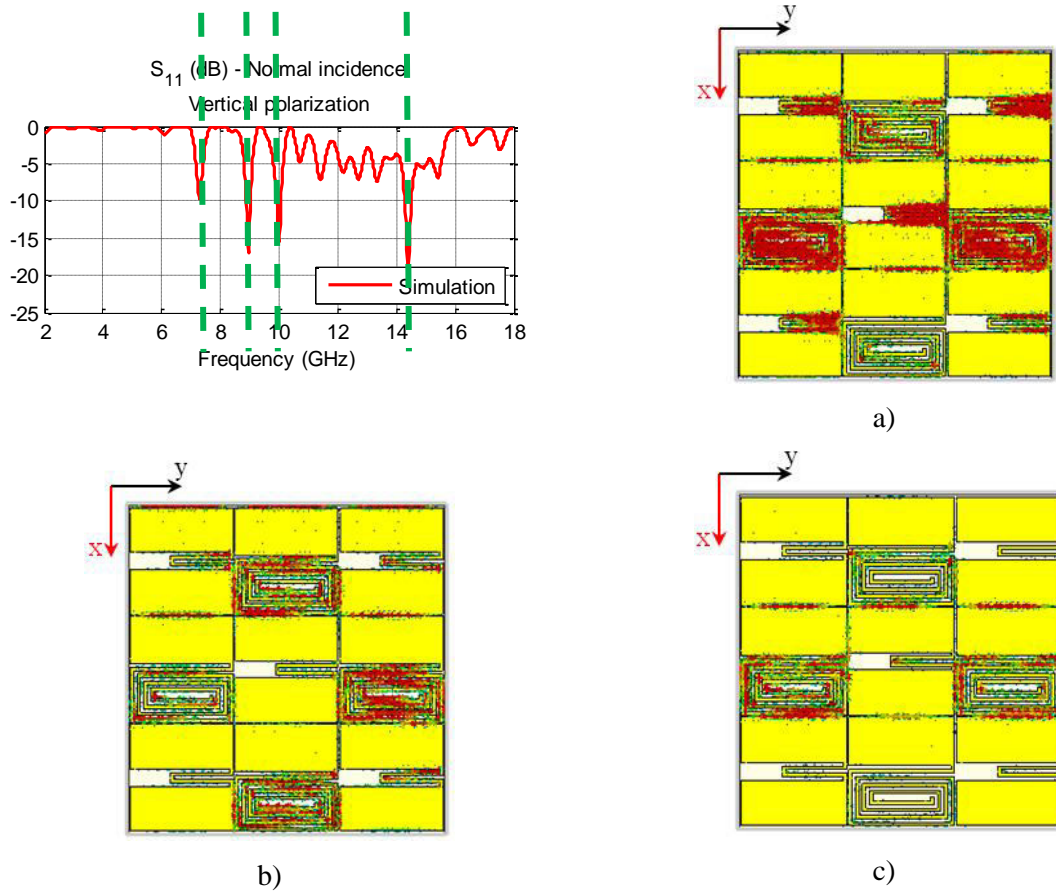 S11 (dB) - Normal incidence
Vertical polarization
0
-5
-10
-15
-20
-25
Simulation
2 4 6 8 10 12 14 16 18
Frequency (GHz)
y
x
a)
y
x
b)
y
x
c)